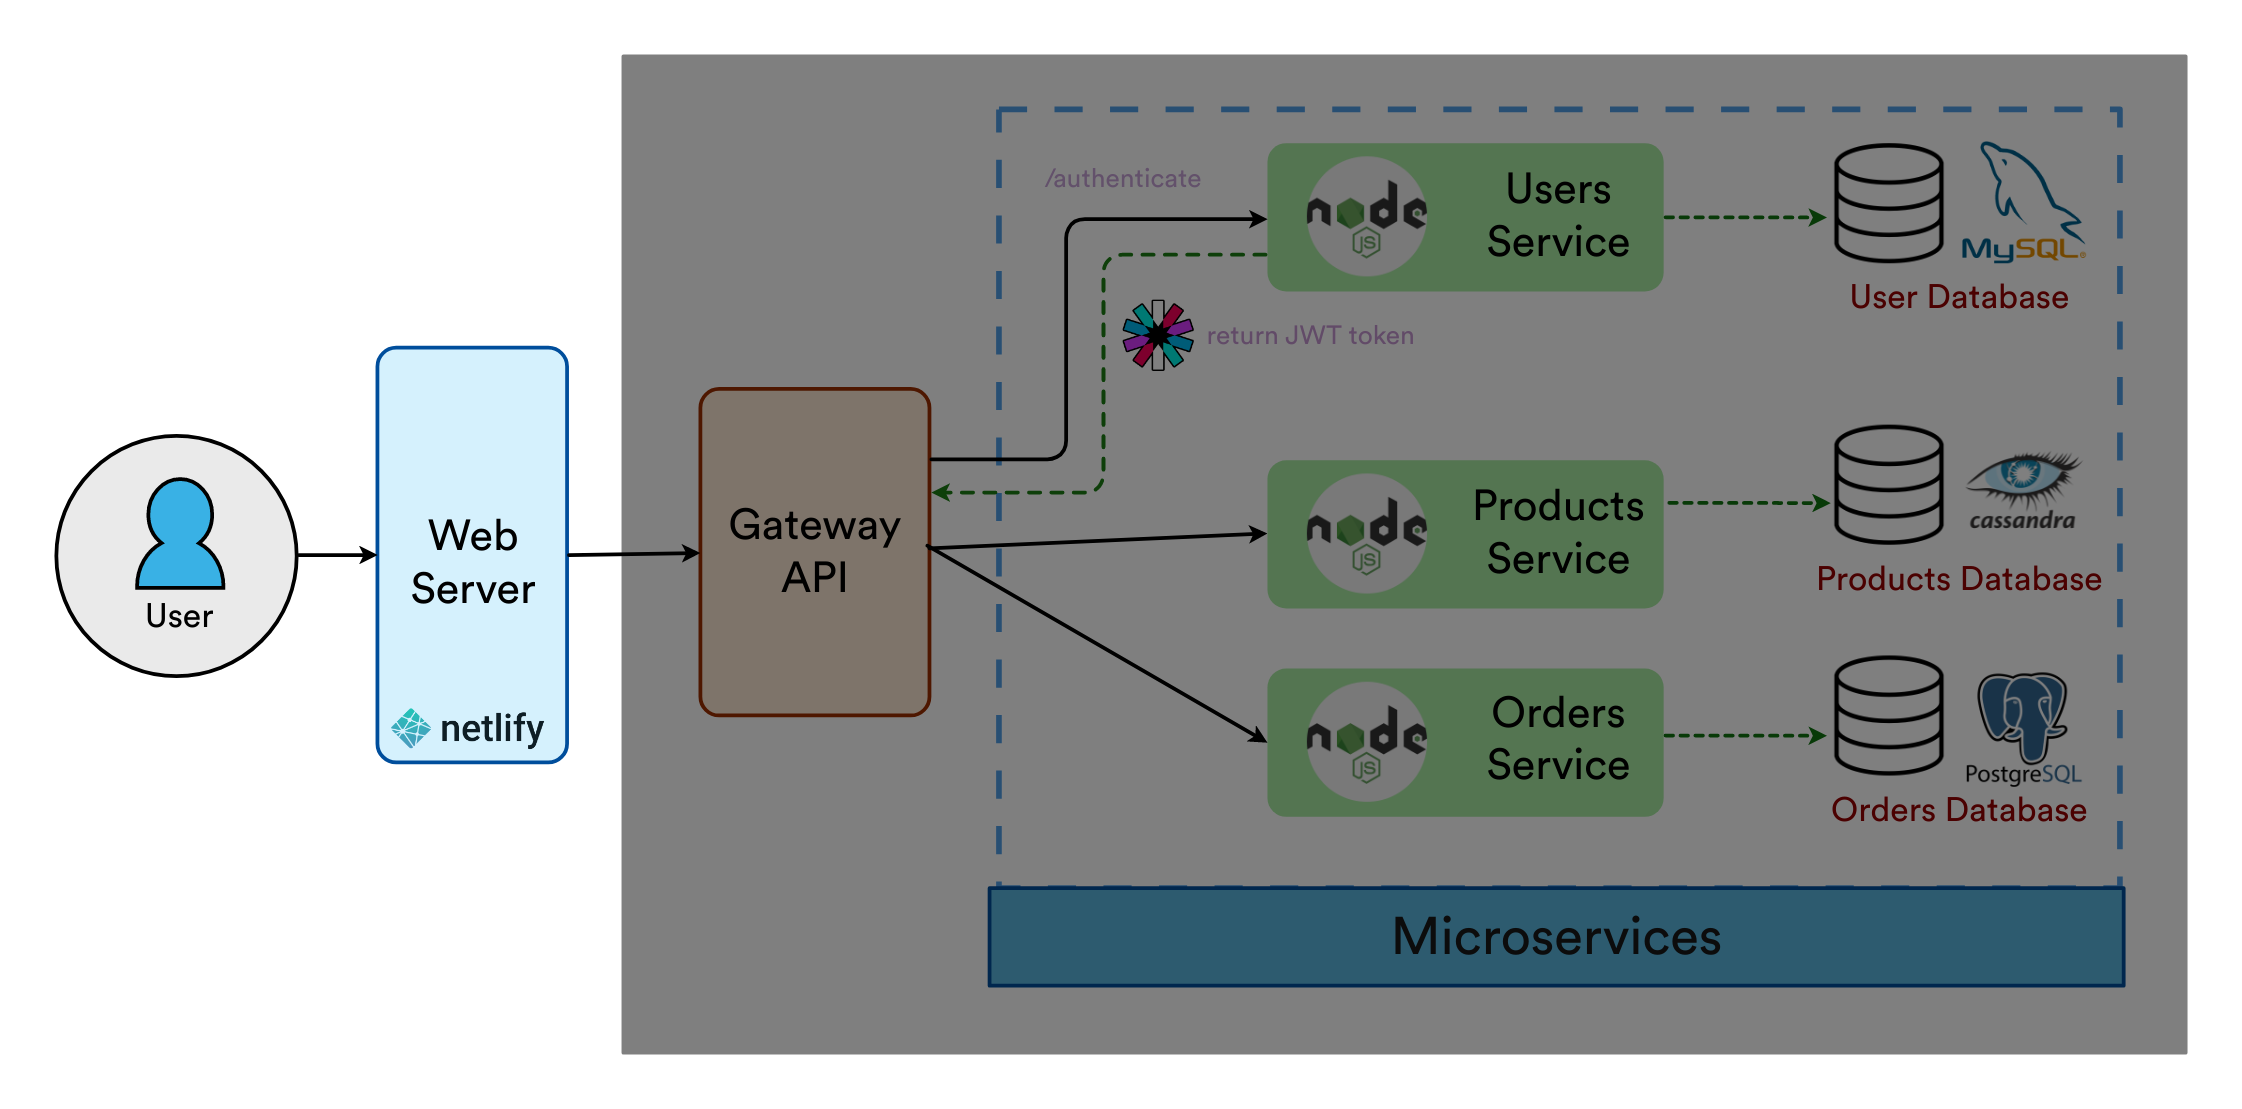 User
Web
Server
netlify
Gateway
API
/authenticate
return JWT token
node
JS
Users
Service
MySQL®
User Database
node
JS
Products
Service
cassandra
Products Database
node
JS
Orders
Service
PostgreSQL
Orders Database
Microservices